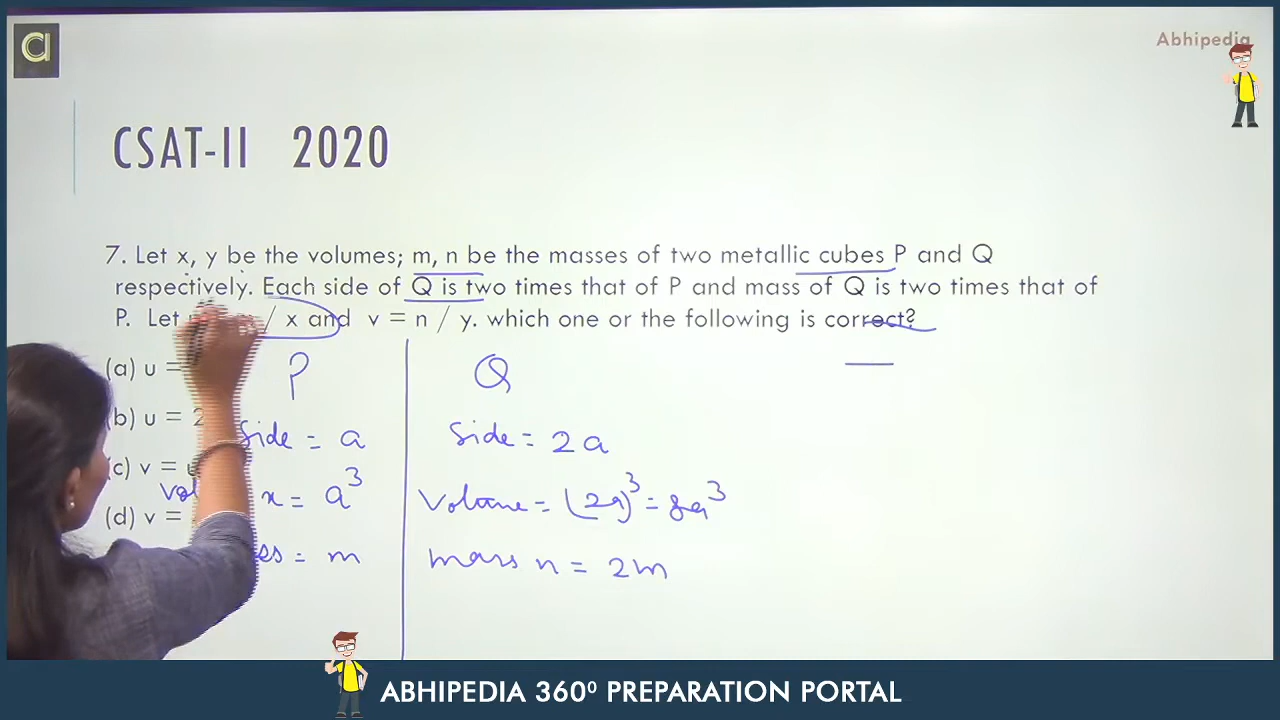 a
Abhipedia
CSAT-II 2020
7. Let x, y be the volumes; m, n be the masses of two metallic cubes P and Q
respectively. Each side of Q is two times that of P and mass of Q is two times that of
P. Let / x and v = n / y. which one or the following is correct?
(a) u =
P
Q
(b) u = 2
Side = a
Side = 2a
(c) v = u
x = a³
Volume = (2a)³ = 8a³
(d) v =
= m
mass n = 2m
ABHIPEDIA 360⁰ PREPARATION PORTAL